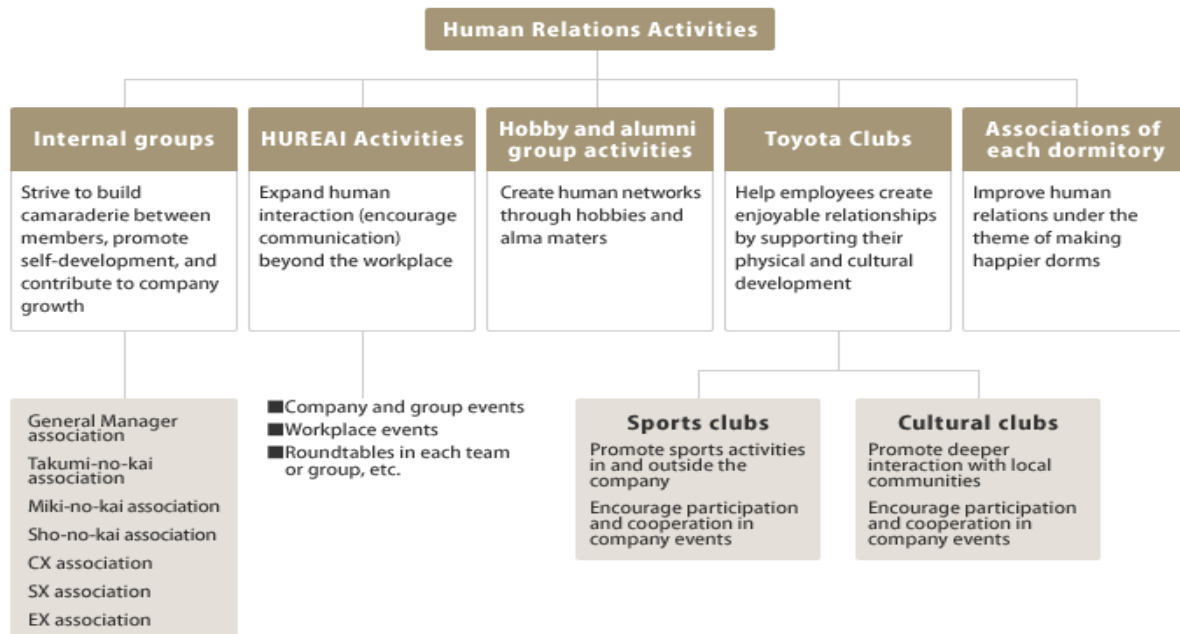 Human Relations Activities
Internal groups
Strive to build
camaraderie between
members, promote
self-development, and
contribute to company
growth
HUREAI Activities
Expand human
interaction (encourage
communication)
beyond the workplace
Hobby and alumni
group activities
Create human networks
through hobbies and
alma maters
Toyota Clubs
Help employees create
enjoyable relationships
by supporting their
physical and cultural
development
Associations of
each dormitory
Improve human
relations under the
theme of making
happier dorms
General Manager
association
Takumi-no-kai
association
Miki-no-kai association
Sho-no-kai association
CX association
SX association
EX association
■Company and group events
■Workplace events
■Roundtables in each team
or group, etc.
Sports clubs
Promote sports activities
in and outside the
company
Encourage participation
and cooperation in
company events
Cultural clubs
Promote deeper
interaction with local
communities
Encourage participation
and cooperation in
company events